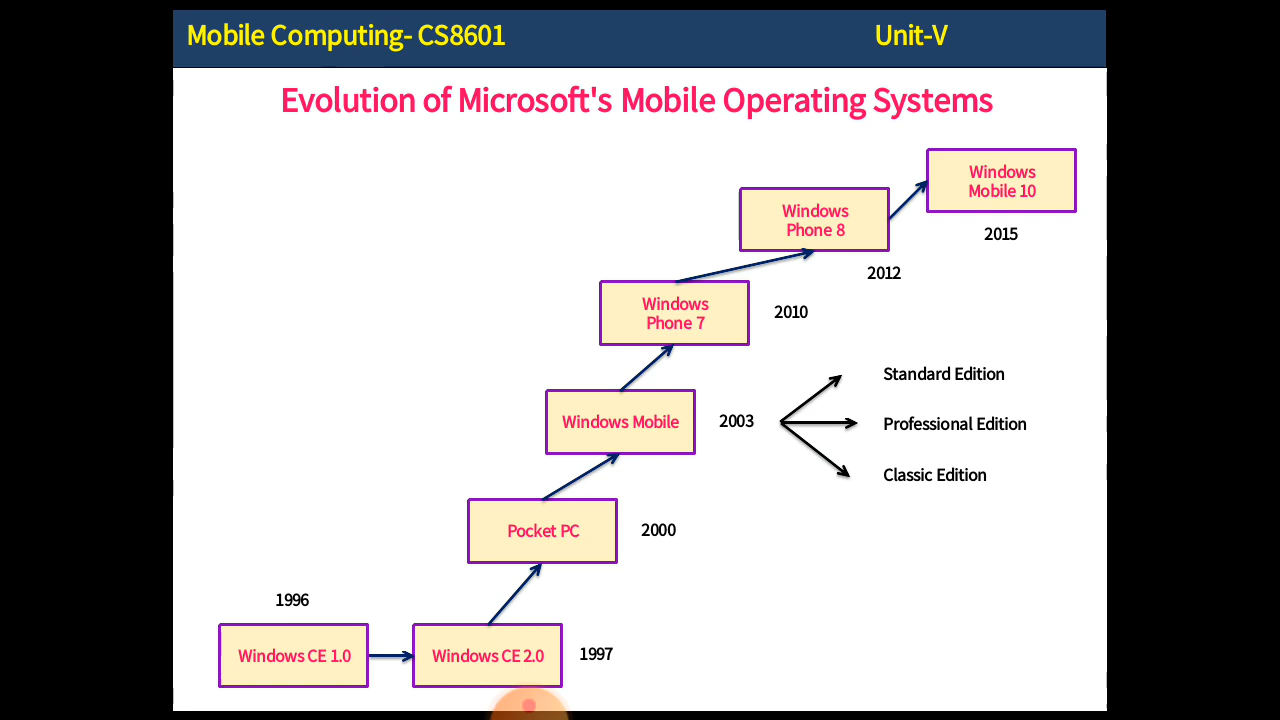 Mobile Computing- CS8601 Unit-V
Evolution of Microsoft's Mobile Operating Systems
Windows
Mobile 10
2015
Windows
Phone 8
2012
Windows
Phone 7
2010
Standard Edition
Windows Mobile
2003
Professional Edition
Classic Edition
Pocket PC
2000
1996
Windows CE 1.0
Windows CE 2.0
1997